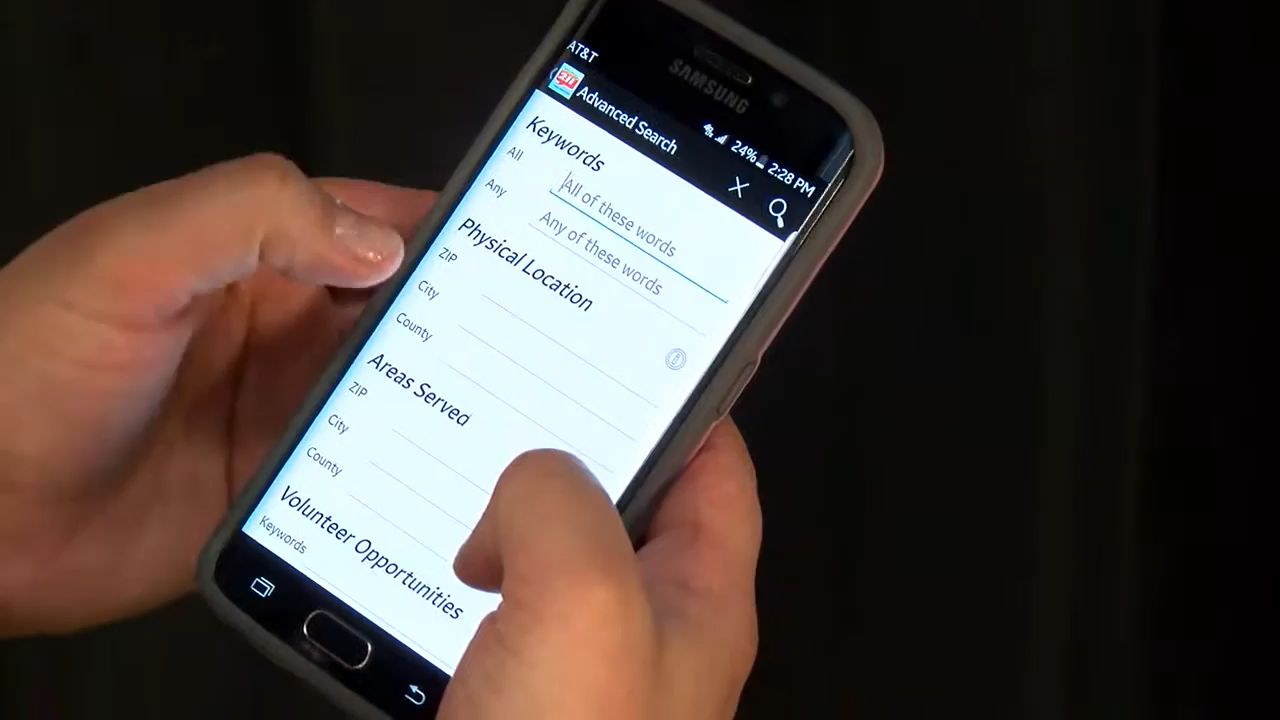 AT&T
SAMSUNG
24% 2:28 PM
211
Advanced Search
Keywords
All
All of these words
Any
Any of these words
Physical Location
ZIP
City
County
Areas Served
ZIP
City
County
Volunteer Opportunities
Keywords